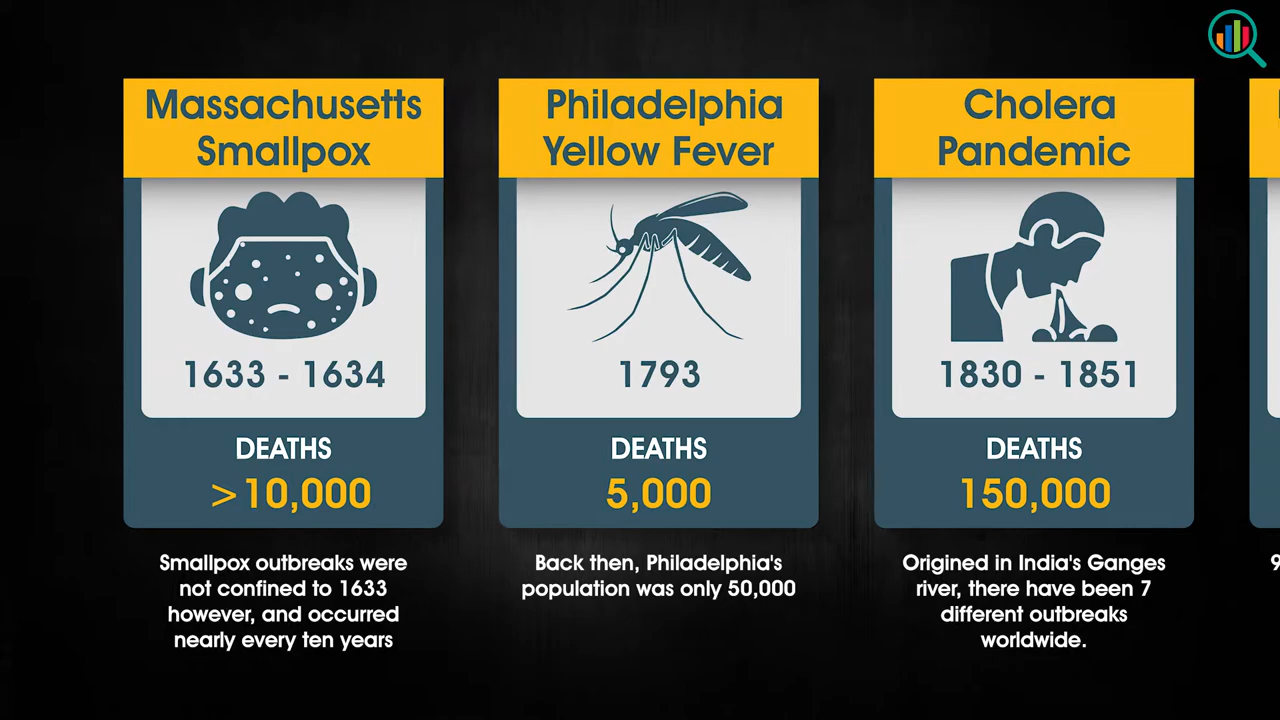 Massachusetts
Smallpox
1633 - 1634
DEATHS
>10,000
Smallpox outbreaks were
not confined to 1633
however, and occurred
nearly every ten years
Philadelphia
Yellow Fever
1793
DEATHS
5,000
Back then, Philadelphia's
population was only 50,000
Cholera
Pandemic
1830 - 1851
DEATHS
150,000
Origined in India's Ganges
river, there have been 7
different outbreaks
worldwide.